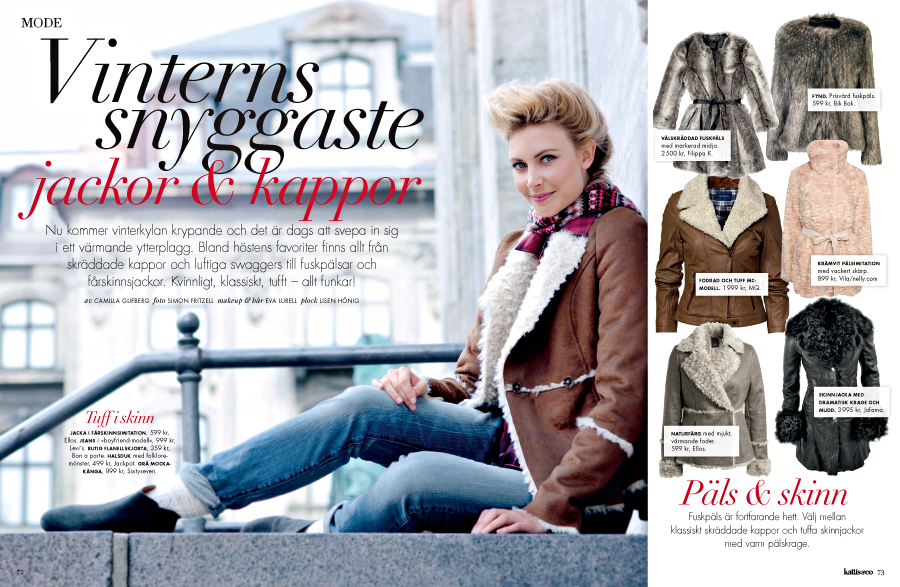 MODE
Vinterns
snyggaste
jackor & kappor
Nu kommer vinterkylan krypande och det är dags att svepa in sig
i ett värmande ytterplagg. Bland höstens favoriter finns allt från
skräddade kappor och luftiga swaggers till fuskpälsar och
fårskinnsjackor. Kvinnligt, klassiskt, tufft – allt funkar!
av CAMILLA GLIFBERG foto SIMON FRITZELL makeup & hår EVA LURELL plock LISEN HÖNIG
Tuff i skinn
JACKA I FÅRSKINNSIMITATION, 599 kr,
Ellos. JEANS i »boyfriend-modell«, 999 kr,
Levi's. RUTIG FLANELLSKJORTA, 359 kr,
Bon a parte. HALSDUK med folklore-
mönster, 499 kr, Jackpot. GRÅ MOCKA-
KÄNGA, 899 kr, Sixtyseven.
72
VÄLSKRÄDDAD FUSKPÄLS
med markerad midja.
2 500 kr, Filippa K.
FYND. Prisvärd fuskpäls.
599 kr, Bik Bok.
FODRAD OCH TUFF MC-
MODELL. 1 999 kr, MQ.
KRÄMVIT PÄLSIMITATION
med vackert skärp.
899 kr, Vila/nelly.com
NATURFÄRG med mjukt,
värmande foder.
599 kr, Ellos.
SKINNJACKA MED
DRAMATISK KRAGE OCH
MUDD. 3 995 kr, Jofama.
Päls & skinn
Fuskpäls är fortfarande hett. Välj mellan
klassiskt skräddade kappor och tuffa skinnjackor
med varm pälskrage.
kattis&co 73